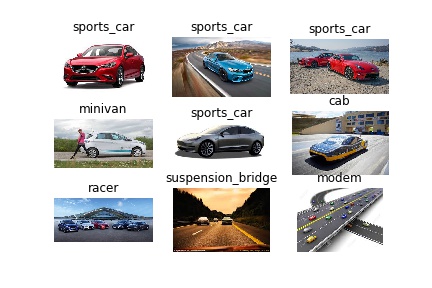 sports_car
sports_car
sports_car
minivan
sports_car
cab
racer
suspension_bridge
modem